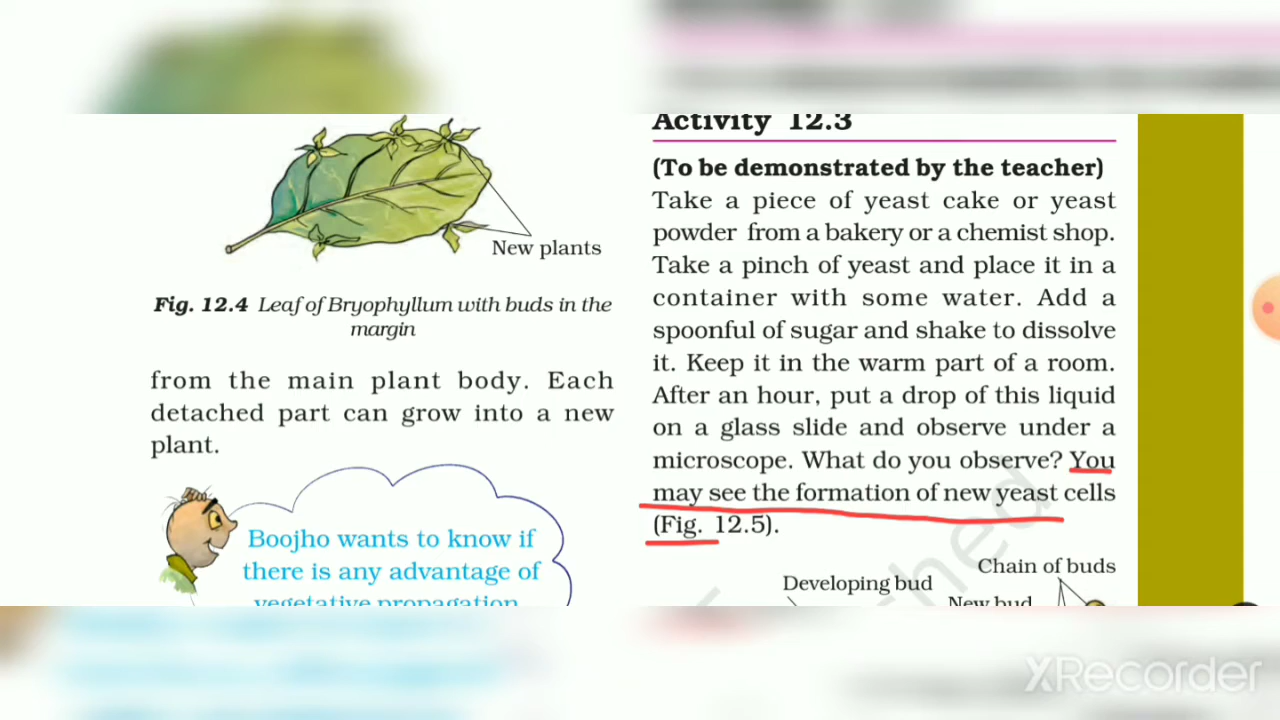 New plants
Fig. 12.4 Leaf of Bryophyllum with buds in the
margin
from the main plant body. Each
detached part can grow into a new
plant.
Boojho wants to know if
there is any advantage of
vegetative propagation
Activity 12.3
(To be demonstrated by the teacher)
Take a piece of yeast cake or yeast
powder from a bakery or a chemist shop.
Take a pinch of yeast and place it in a
container with some water. Add a
spoonful of sugar and shake to dissolve
it. Keep it in the warm part of a room.
After an hour, put a drop of this liquid
on a glass slide and observe under a
microscope. What do you observe? You
may see the formation of new yeast cells
(Fig. 12.5).
Chain of buds
Developing bud
New bud
XRecorder